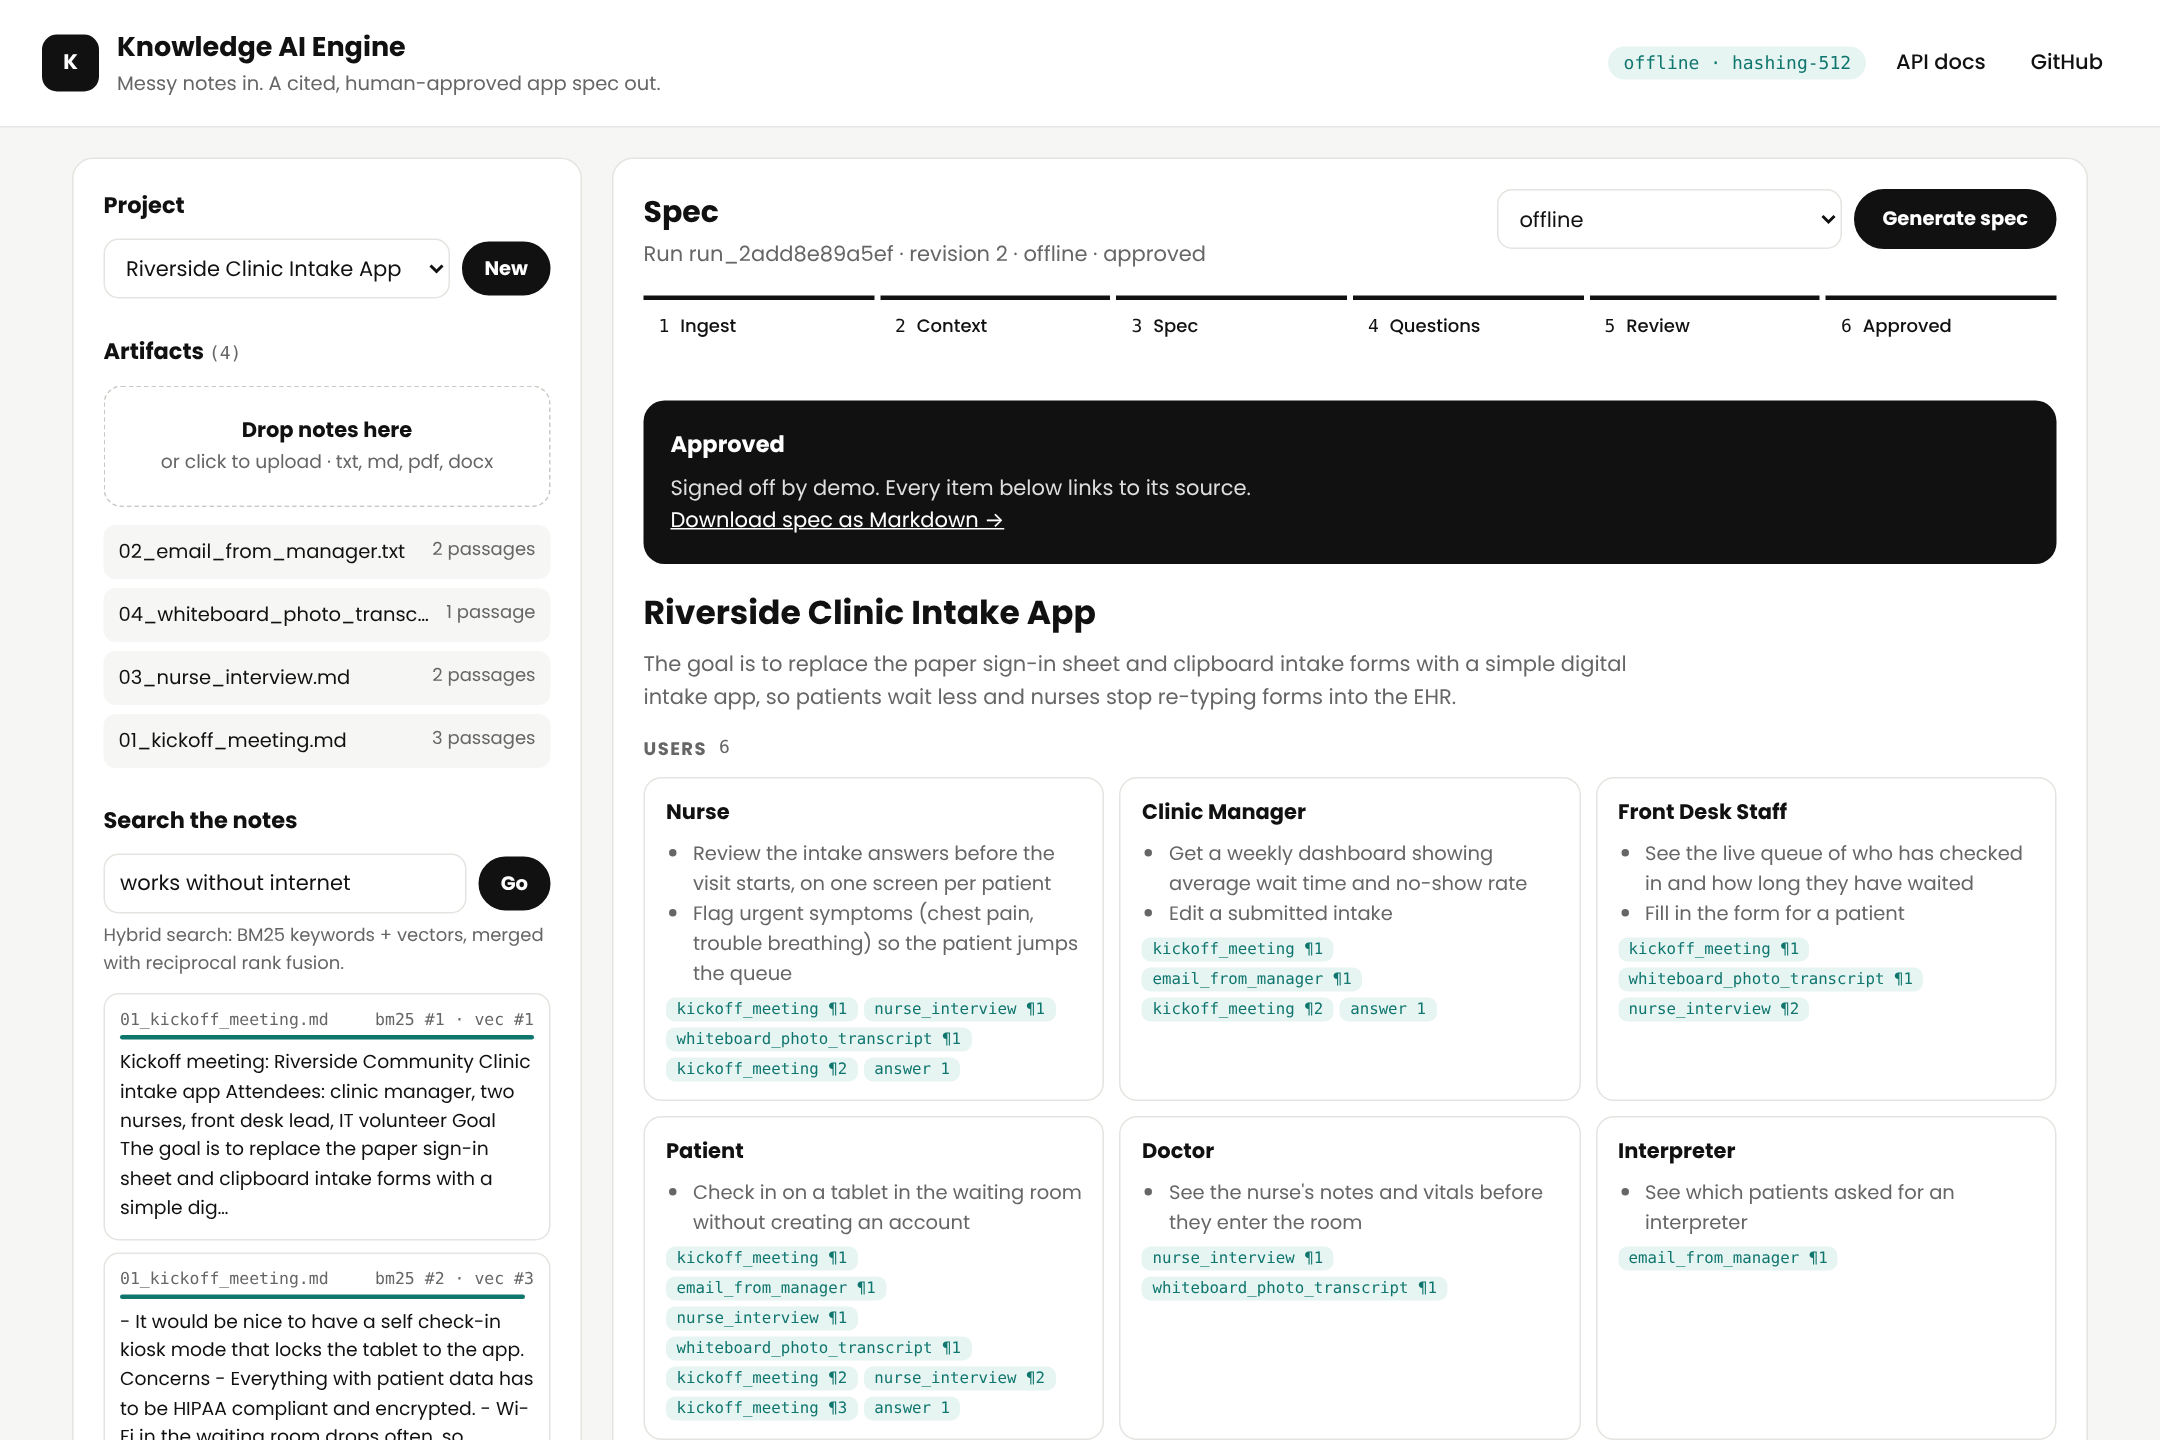 K
Knowledge AI Engine
Messy notes in. A cited, human-approved app spec out.
offline · hashing-512
API docs
GitHub
Project
Riverside Clinic Intake App
New
Artifacts (4)
Drop notes here
or click to upload · txt, md, pdf, docx
02_email_from_manager.txt 2 passages
04_whiteboard_photo_transc... 1 passage
03_nurse_interview.md 2 passages
01_kickoff_meeting.md 3 passages
Search the notes
works without internet
Go
Hybrid search: BM25 keywords + vectors, merged
with reciprocal rank fusion.
01_kickoff_meeting.md bm25 #1 · vec #1
Kickoff meeting: Riverside Community Clinic
intake app Attendees: clinic manager, two
nurses, front desk lead, IT volunteer Goal
The goal is to replace the paper sign-in
sheet and clipboard intake forms with a
simple dig...
01_kickoff_meeting.md bm25 #2 · vec #3
- It would be nice to have a self check-in
kiosk mode that locks the tablet to the app.
Concerns - Everything with patient data has
to be HIPAA compliant and encrypted. - Wi-
Fi in the waiting room drops often, so
Spec
Run run_2add8e89a5ef · revision 2 · offline · approved
offline
Generate spec
1 Ingest
2 Context
3 Spec
4 Questions
5 Review
6 Approved
Approved
Signed off by demo. Every item below links to its source.
Download spec as Markdown →
Riverside Clinic Intake App
The goal is to replace the paper sign-in sheet and clipboard intake forms with a simple digital
intake app, so patients wait less and nurses stop re-typing forms into the EHR.
USERS 6
Nurse
• Review the intake answers before the
visit starts, on one screen per patient
• Flag urgent symptoms (chest pain,
trouble breathing) so the patient jumps
the queue
kickoff_meeting ¶1 nurse_interview ¶1
whiteboard_photo_transcript ¶1
kickoff_meeting ¶2 answer 1
Clinic Manager
• Get a weekly dashboard showing
average wait time and no-show rate
• Edit a submitted intake
kickoff_meeting ¶1
email_from_manager ¶1
kickoff_meeting ¶2 answer 1
Front Desk Staff
• See the live queue of who has checked
in and how long they have waited
• Fill in the form for a patient
kickoff_meeting ¶1
whiteboard_photo_transcript ¶1
nurse_interview ¶2
Patient
• Check in on a tablet in the waiting room
without creating an account
kickoff_meeting ¶1
email_from_manager ¶1
nurse_interview ¶1
whiteboard_photo_transcript ¶1
kickoff_meeting ¶2 nurse_interview ¶2
kickoff_meeting ¶3 answer 1
Doctor
• See the nurse's notes and vitals before
they enter the room
nurse_interview ¶1
whiteboard_photo_transcript ¶1
Interpreter
• See which patients asked for an
interpreter
email_from_manager ¶1